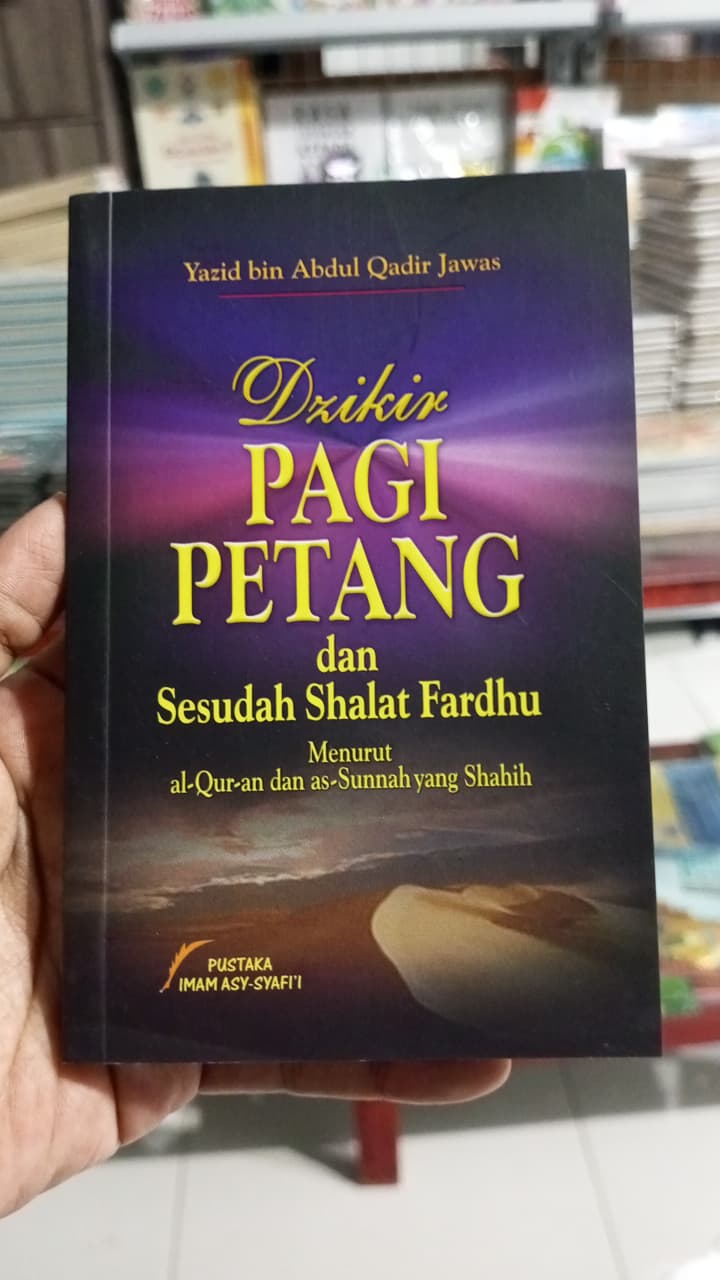 Yazid bin Abdul Qadir Jawas
Dzikir
PAGI
PETANG
dan
Sesudah Shalat Fardhu
Menurut
al-Qur-an dan as-Sunnah yang Shahih
PUSTAKA
IMAM ASY-SYAFI'I